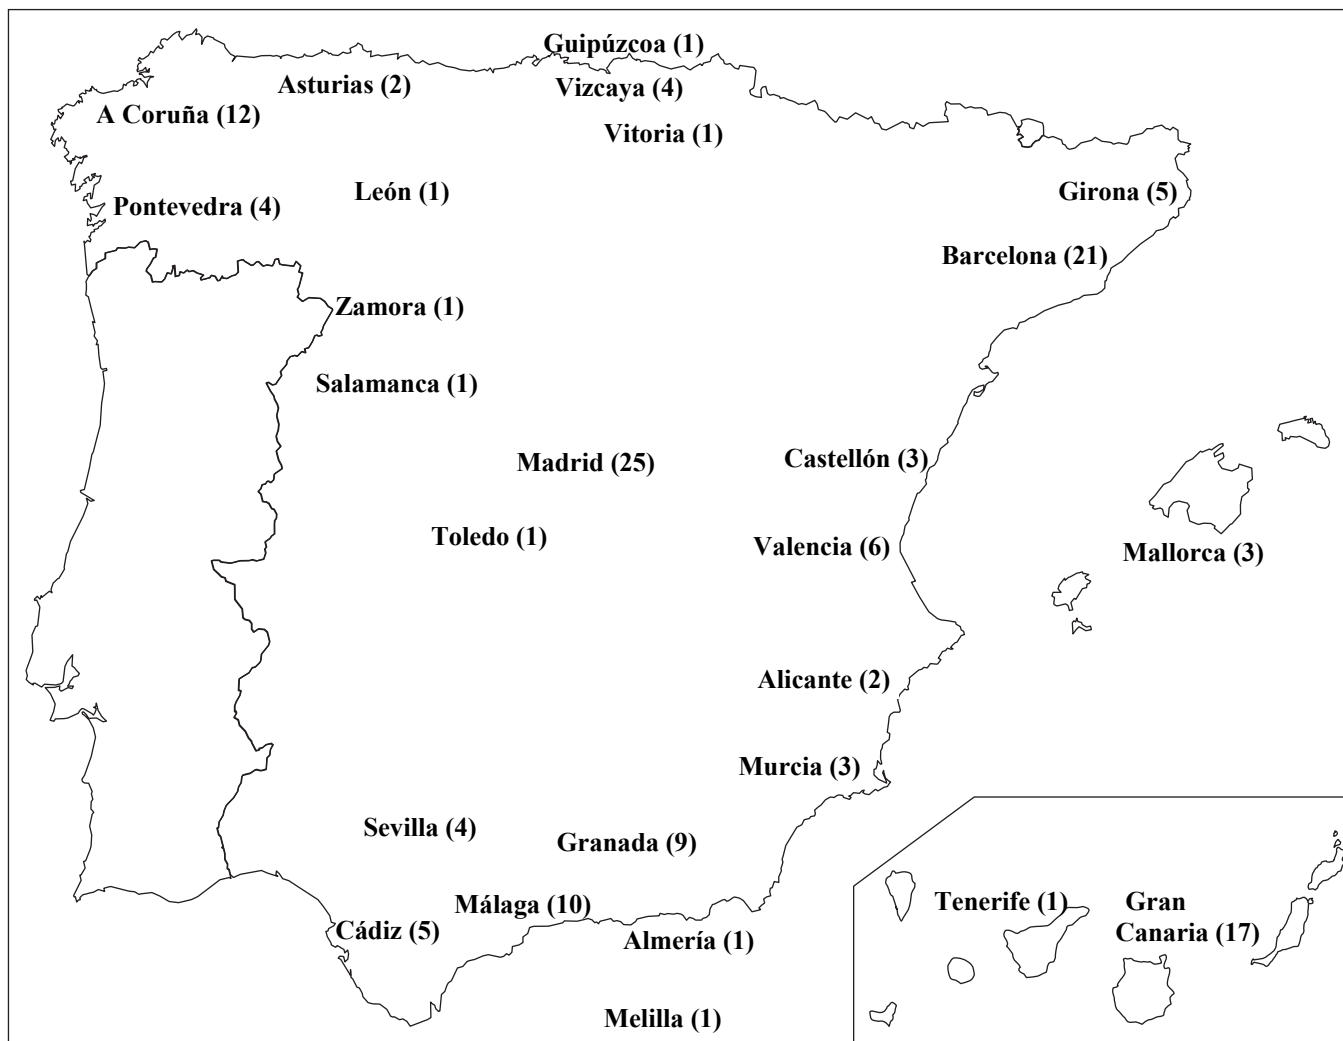 Guipúzcoa (1)
Asturias (2)
Vizcaya (4)
A Coruña (12)
Vitoria (1)
León (1)
Girona (5)
Pontevedra (4)
Barcelona (21)
Zamora (1)
Salamanca (1)
Madrid (25)
Castellón (3)
Toledo (1)
Valencia (6)
Mallorca (3)
Alicante (2)
Murcia (3)
Sevilla (4)
Granada (9)
Málaga (10)
Tenerife (1)
Gran
Canaria (17)
Cádiz (5)
Almería (1)
Melilla (1)